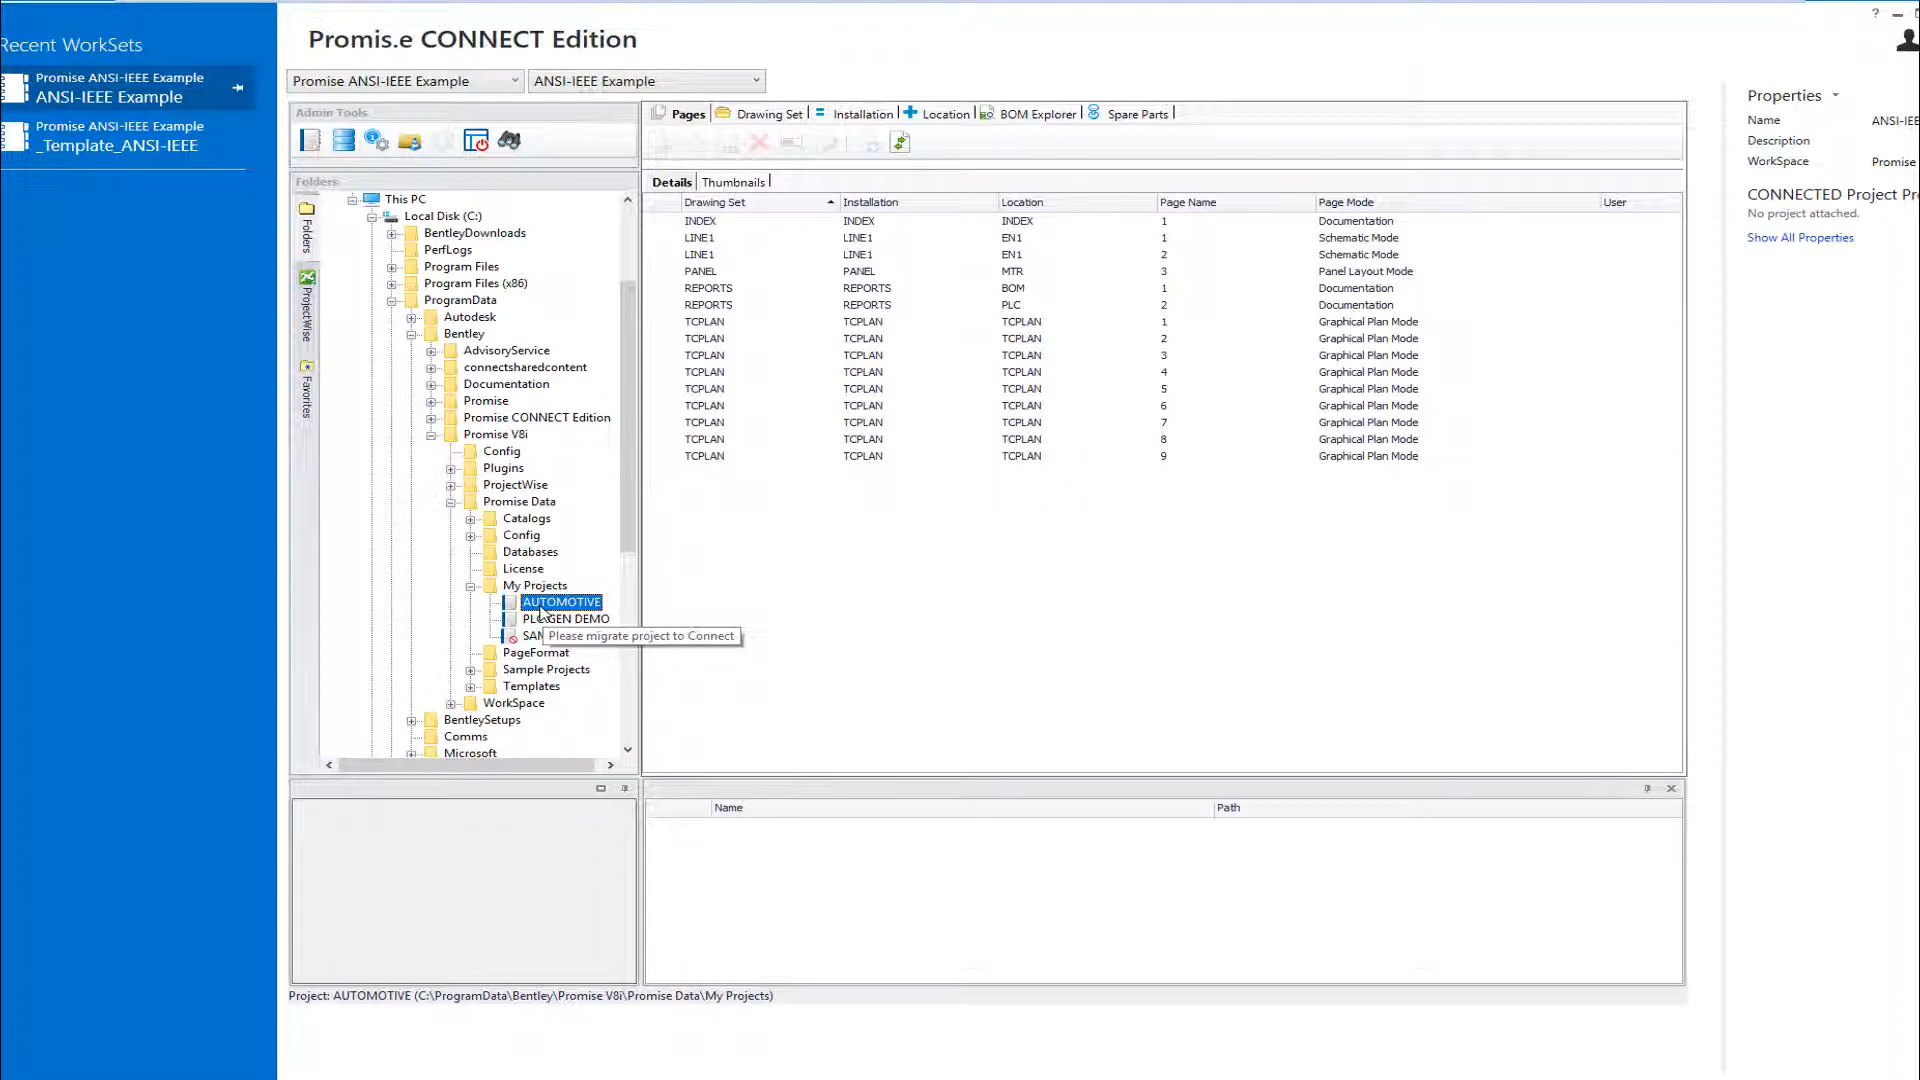 Recent WorkSets
Promise ANSI-IEEE Example
ANSI-IEEE Example
Promise ANSI-IEEE Example
_Template_ANSI-IEEE
Promis.e CONNECT Edition
?
Promise ANSI-IEEE Example
ANSI-IEEE Example
Admin Tools
Folders
Folders
ProjectWise
Favorites
This PC
Local Disk (C:)
BentleyDownloads
PerfLogs
Program Files
Program Files (x86)
ProgramData
Autodesk
Bentley
AdvisoryService
connectsharedcontent
Documentation
Promise
Promise CONNECT Edition
Promise V8i
Config
Plugins
ProjectWise
Promise Data
Catalogs
Config
Databases
License
My Projects
AUTOMOTIVE
GEN DEMO
SAM
Please migrate project to Connect
PageFormat
Sample Projects
Templates
WorkSpace
BentleySetups
Comms
Microsoft
Pages Drawing Set Installation Location BOM Explorer Spare Parts
Details Thumbnails
Drawing Set Installation Location Page Name Page Mode User
INDEX INDEX INDEX 1 Documentation
LINE1 LINE1 EN1 1 Schematic Mode
LINE1 LINE1 EN1 2 Schematic Mode
PANEL PANEL MTR 3 Panel Layout Mode
REPORTS REPORTS BOM 1 Documentation
REPORTS REPORTS PLC 2 Documentation
TCPLAN TCPLAN TCPLAN 1 Graphical Plan Mode
TCPLAN TCPLAN TCPLAN 2 Graphical Plan Mode
TCPLAN TCPLAN TCPLAN 3 Graphical Plan Mode
TCPLAN TCPLAN TCPLAN 4 Graphical Plan Mode
TCPLAN TCPLAN TCPLAN 5 Graphical Plan Mode
TCPLAN TCPLAN TCPLAN 6 Graphical Plan Mode
TCPLAN TCPLAN TCPLAN 7 Graphical Plan Mode
TCPLAN TCPLAN TCPLAN 8 Graphical Plan Mode
TCPLAN TCPLAN TCPLAN 9 Graphical Plan Mode
Name Path
Project: AUTOMOTIVE (C:\ProgramData\Bentley\Promise V8i\Promise Data\My Projects)
Properties
Name ANSI-IEE
Description
WorkSpace Promise
CONNECTED Project Pr
No project attached.
Show All Properties